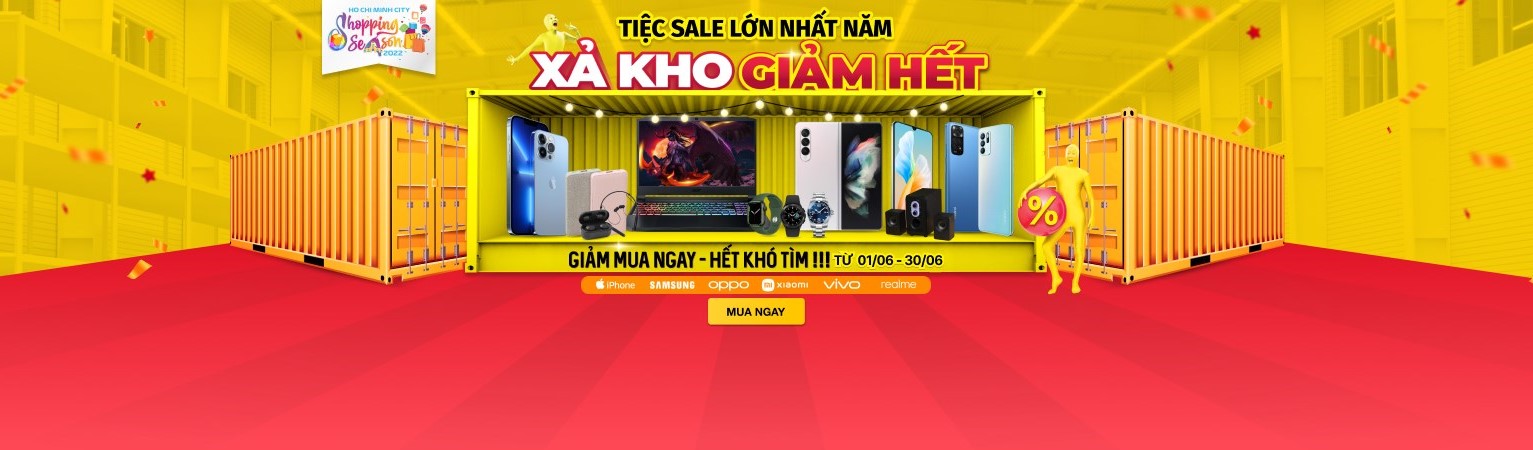 HO CHI MINH CITY
Shopping
Season
2022
TIỆC SALE LỚN NHẤT NĂM
XẢ KHO GIẢM HẾT
%
GIẢM MUA NGAY - HẾT KHÓ TÌM !!! TỪ 01/06 - 30/06
iPhone SAMSUNG oppo mi xiaomi vivo realme
MUA NGAY